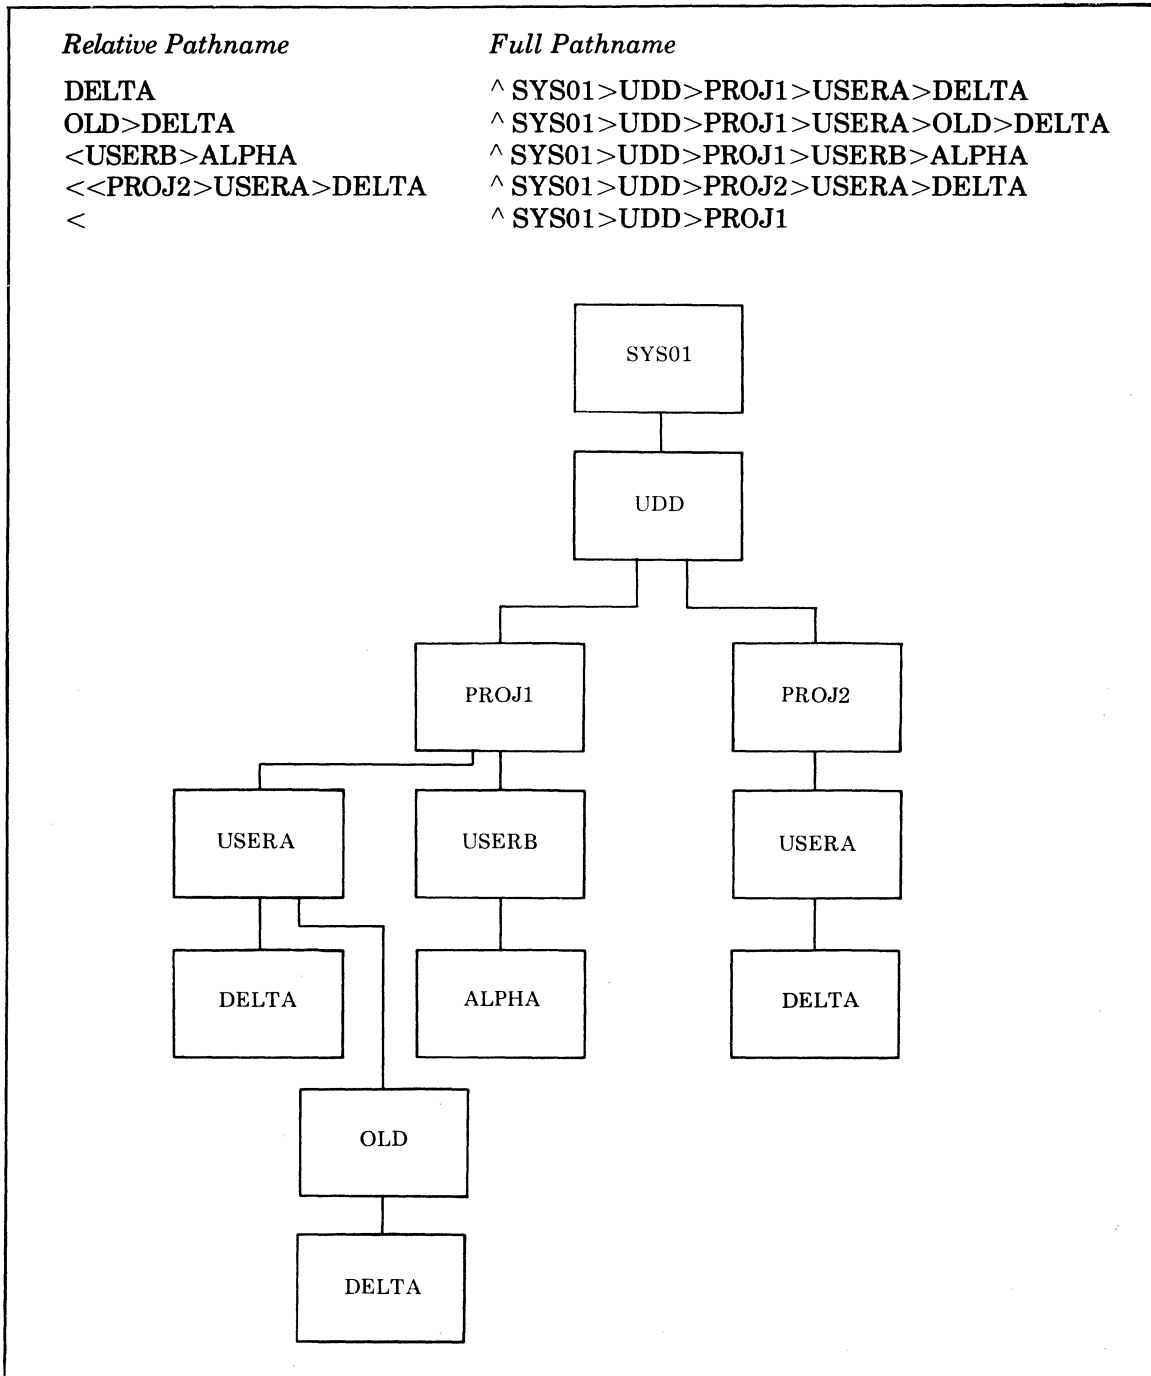 Relative Pathname Full Pathname
DELTA ^ SYS01>UDD>PROJ1>USERA>DELTA
OLD>DELTA ^ SYS01>UDD>PROJ1>USERA>OLD>DELTA
<USERB>ALPHA ^ SYS01>UDD>PROJ1>USERB>ALPHA
<<PROJ2>USERA>DELTA ^ SYS01>UDD>PROJ2>USERA>DELTA
< ^ SYS01>UDD>PROJ1
SYS01
UDD
PROJ1 PROJ2
USERA USERB USERA
DELTA ALPHA DELTA
OLD
DELTA